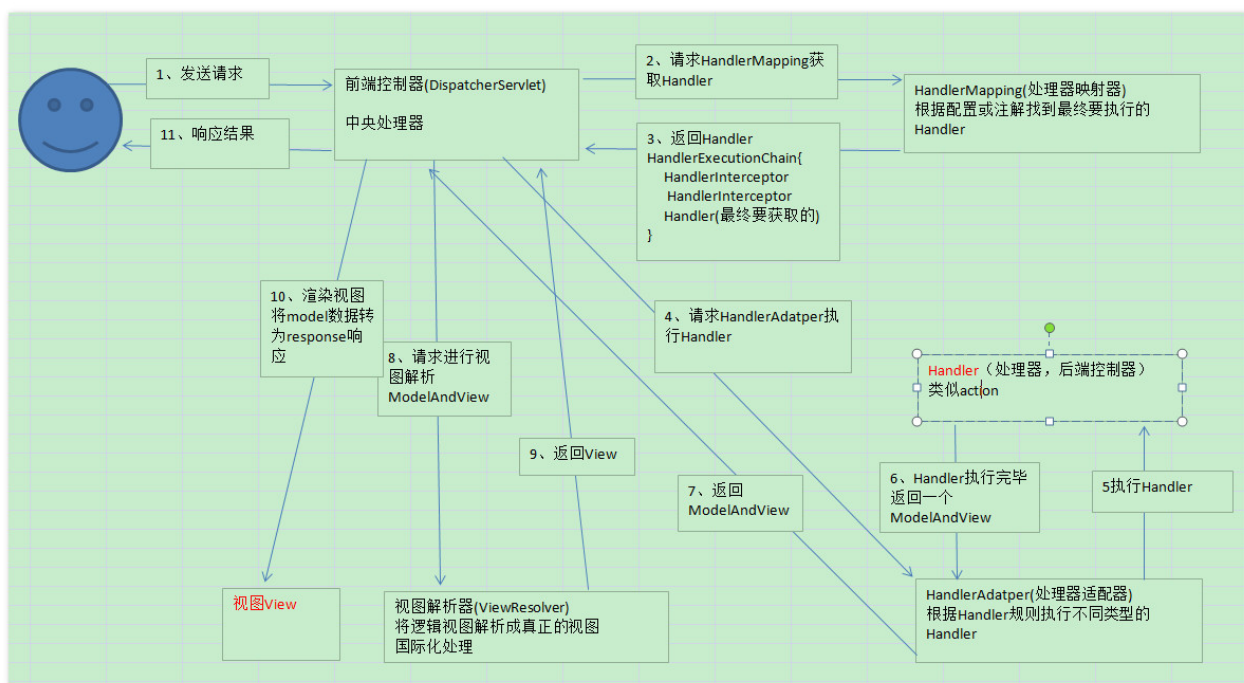 1、发送请求
前端控制器(DispatcherServlet)
中央处理器
2、请求HandlerMapping获
取Handler
HandlerMapping(处理器映射器)
根据配置或注解找到最终要执行的
Handler
11、响应结果
3、返回Handler
HandlerExecutionChain{
HandlerInterceptor
HandlerInterceptor
Handler(最终要获取的)
}
10、渲染视图
将model数据转
为response响
应
8、请求进行视
图解析
ModelAndView
4、请求HandlerAdatper执
行Handler
Handler（处理器，后端控制器）
类似action
9、返回View
7、返回
ModelAndView
6、Handler执行完毕
返回一个
ModelAndView
5执行Handler
视图View
视图解析器(ViewResolver)
将逻辑视图解析成真正的视图
国际化处理
HandlerAdatper(处理器适配器)
根据Handler规则执行不同类型的
Handler